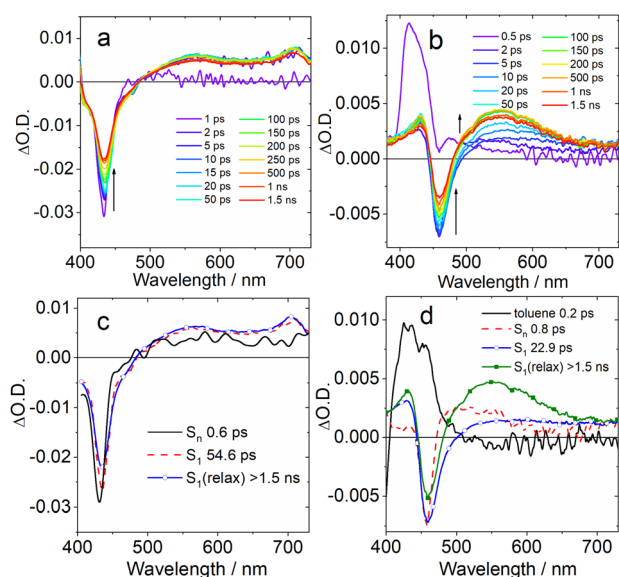 a
0.01
0.00
-0.01
-0.02
-0.03
ΔO.D.
1 ps 100 ps
2 ps 150 ps
5 ps 200 ps
10 ps 250 ps
15 ps 500 ps
20 ps 1 ns
50 ps 1.5 ns
400 500 600 700
Wavelength / nm
b
0.010
0.005
0.000
-0.005
ΔO.D.
0.5 ps 100 ps
2 ps 150 ps
5 ps 200 ps
10 ps 500 ps
20 ps 1 ns
50 ps 1.5 ns
400 500 600 700
Wavelength / nm
c
0.01
0.00
-0.01
-0.02
-0.03
ΔO.D.
Sn 0.6 ps
S1 54.6 ps
S1(relax) >1.5 ns
400 500 600 700
Wavelength / nm
d
0.010
0.005
0.000
-0.005
ΔO.D.
toluene 0.2 ps
Sn 0.8 ps
S1 22.9 ps
S1(relax) >1.5 ns
400 500 600 700
Wavelength / nm